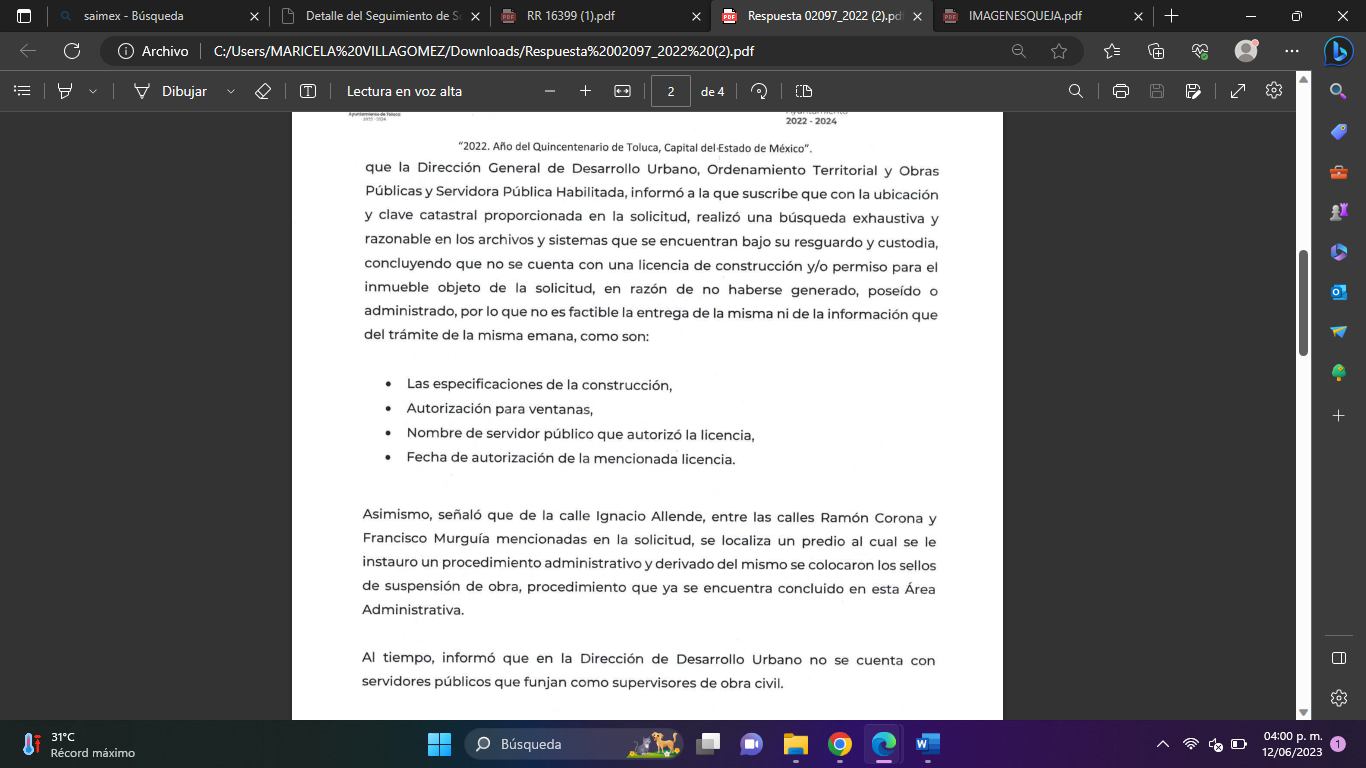 saimex - Búsqueda
Detalle del Seguimiento de So
RR 16399 (1).pdf
Respuesta 02097_2022 (2).pdf
IMAGENESQUEJA.pdf
Archivo
C:/Users/MARICELA%20VILLAGOMEZ/Downloads/Respuesta%2002097_2022%20(2).pdf
Dibujar
Lectura en voz alta
2
de 4
Ayuntamiento de Toluca
2022 - 2024
Ayuntamiento
2022 - 2024
"2022. Año del Quincentenario de Toluca, Capital del Estado de México".
que la Dirección General de Desarrollo Urbano, Ordenamiento Territorial y Obras
Públicas y Servidora Pública Habilitada, informó a la que suscribe que con la ubicación
y clave catastral proporcionada en la solicitud, realizó una búsqueda exhaustiva y
razonable en los archivos y sistemas que se encuentran bajo su resguardo y custodia,
concluyendo que no se cuenta con una licencia de construcción y/o permiso para el
inmueble objeto de la solicitud, en razón de no haberse generado, poseído o
administrado, por lo que no es factible la entrega de la misma ni de la información que
del trámite de la misma emana, como son:
• Las especificaciones de la construcción,
• Autorización para ventanas,
• Nombre de servidor público que autorizó la licencia,
• Fecha de autorización de la mencionada licencia.
Asimismo, señaló que de la calle Ignacio Allende, entre las calles Ramón Corona y
Francisco Murguía mencionadas en la solicitud, se localiza un predio al cual se le
instauro un procedimiento administrativo y derivado del mismo se colocaron los sellos
de suspensión de obra, procedimiento que ya se encuentra concluido en esta Área
Administrativa.
Al tiempo, informó que en la Dirección de Desarrollo Urbano no se cuenta con
servidores públicos que funjan como supervisores de obra civil.
31°C
Récord máximo
Búsqueda
04:00 p. m.
12/06/2023
1